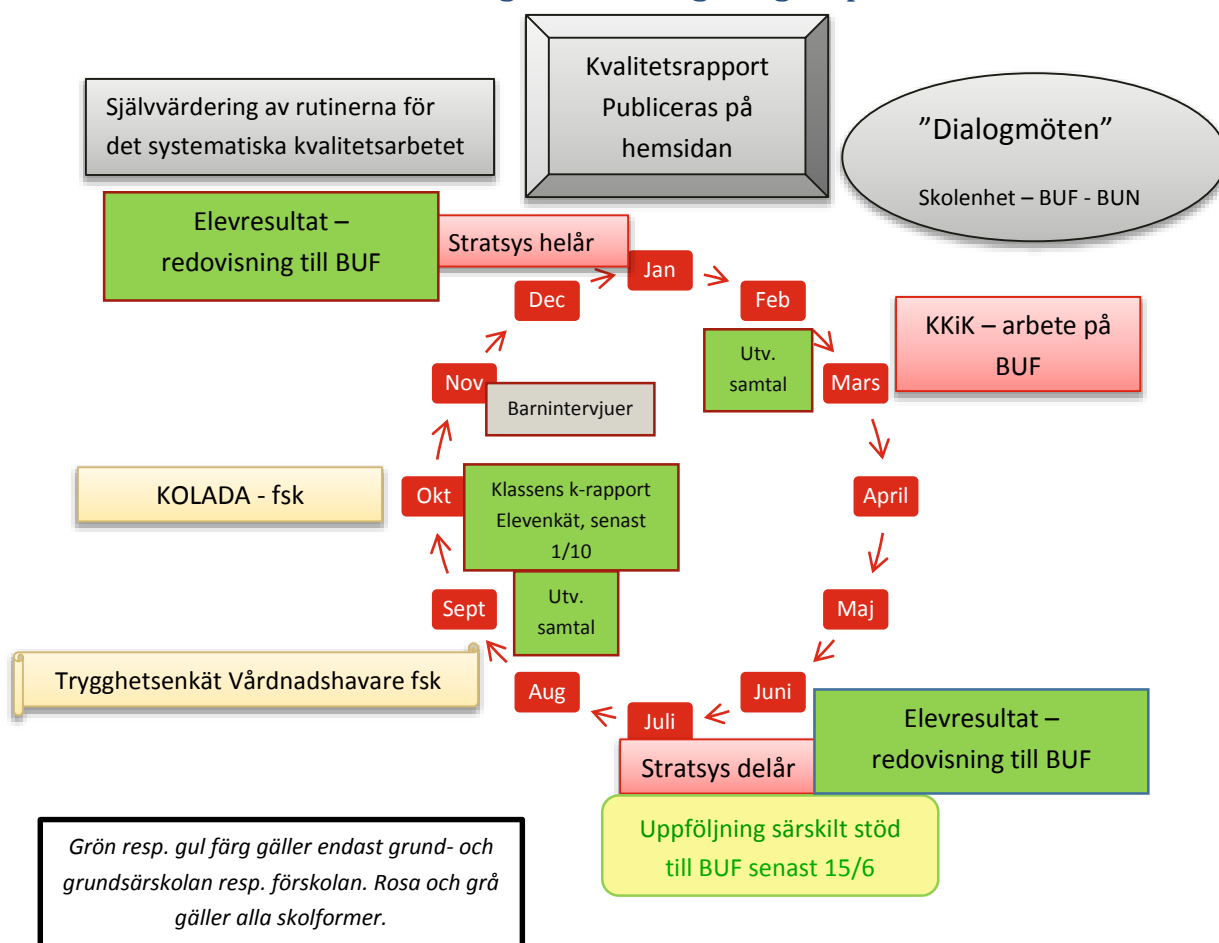 Kvalitetsrapport
Publiceras på
hemsidan
Självvärdering av rutinerna för
det systematiska kvalitetsarbetet
"Dialogmöten"
Skolenhet – BUF - BUN
Elevresultat –
redovisning till BUF
Stratsys helår
Jan
Dec
Feb
KKiK – arbete på
BUF
Utv.
samtal
Nov
Mars
Barnintervjuer
KOLADA - fsk
Okt
Klassens k-rapport
Elevenkät, senast
1/10
April
Sept
Utv.
samtal
Maj
Trygghetsenkät Vårdnadshavare fsk
Aug
Juni
Juli
Elevresultat –
redovisning till BUF
Stratsys delår
Uppföljning särskilt stöd
till BUF senast 15/6
Grön resp. gul färg gäller endast grund- och
grundsärskolan resp. förskolan. Rosa och grå
gäller alla skolformer.